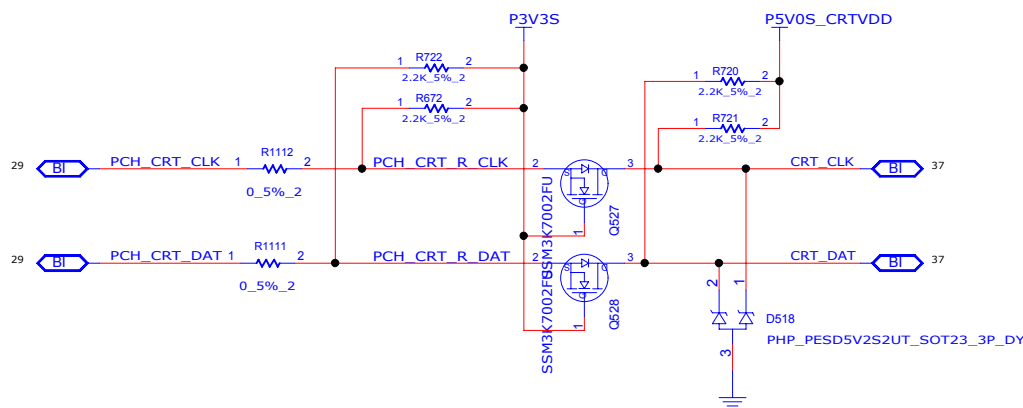 P3V3S
P5V0S_CRTVDD
R722
1 2
2.2K_5%_2
R672
1 2
2.2K_5%_2
R720
1 2
2.2K_5%_2
R721
1 2
2.2K_5%_2
29 BI PCH_CRT_CLK 1 R1112 2 PCH_CRT_R_CLK 2 3 CRT_CLK BI 37
0_5%_2
S G D
1
SSM3K7002FU
Q527
29 BI PCH_CRT_DAT 1 R1111 2 PCH_CRT_R_DAT 2 3 CRT_DAT BI 37
0_5%_2
S G D
1
SSM3K7002FU
Q528
2 1
D518
3
PHP_PESD5V2S2UT_SOT23_3P_DY